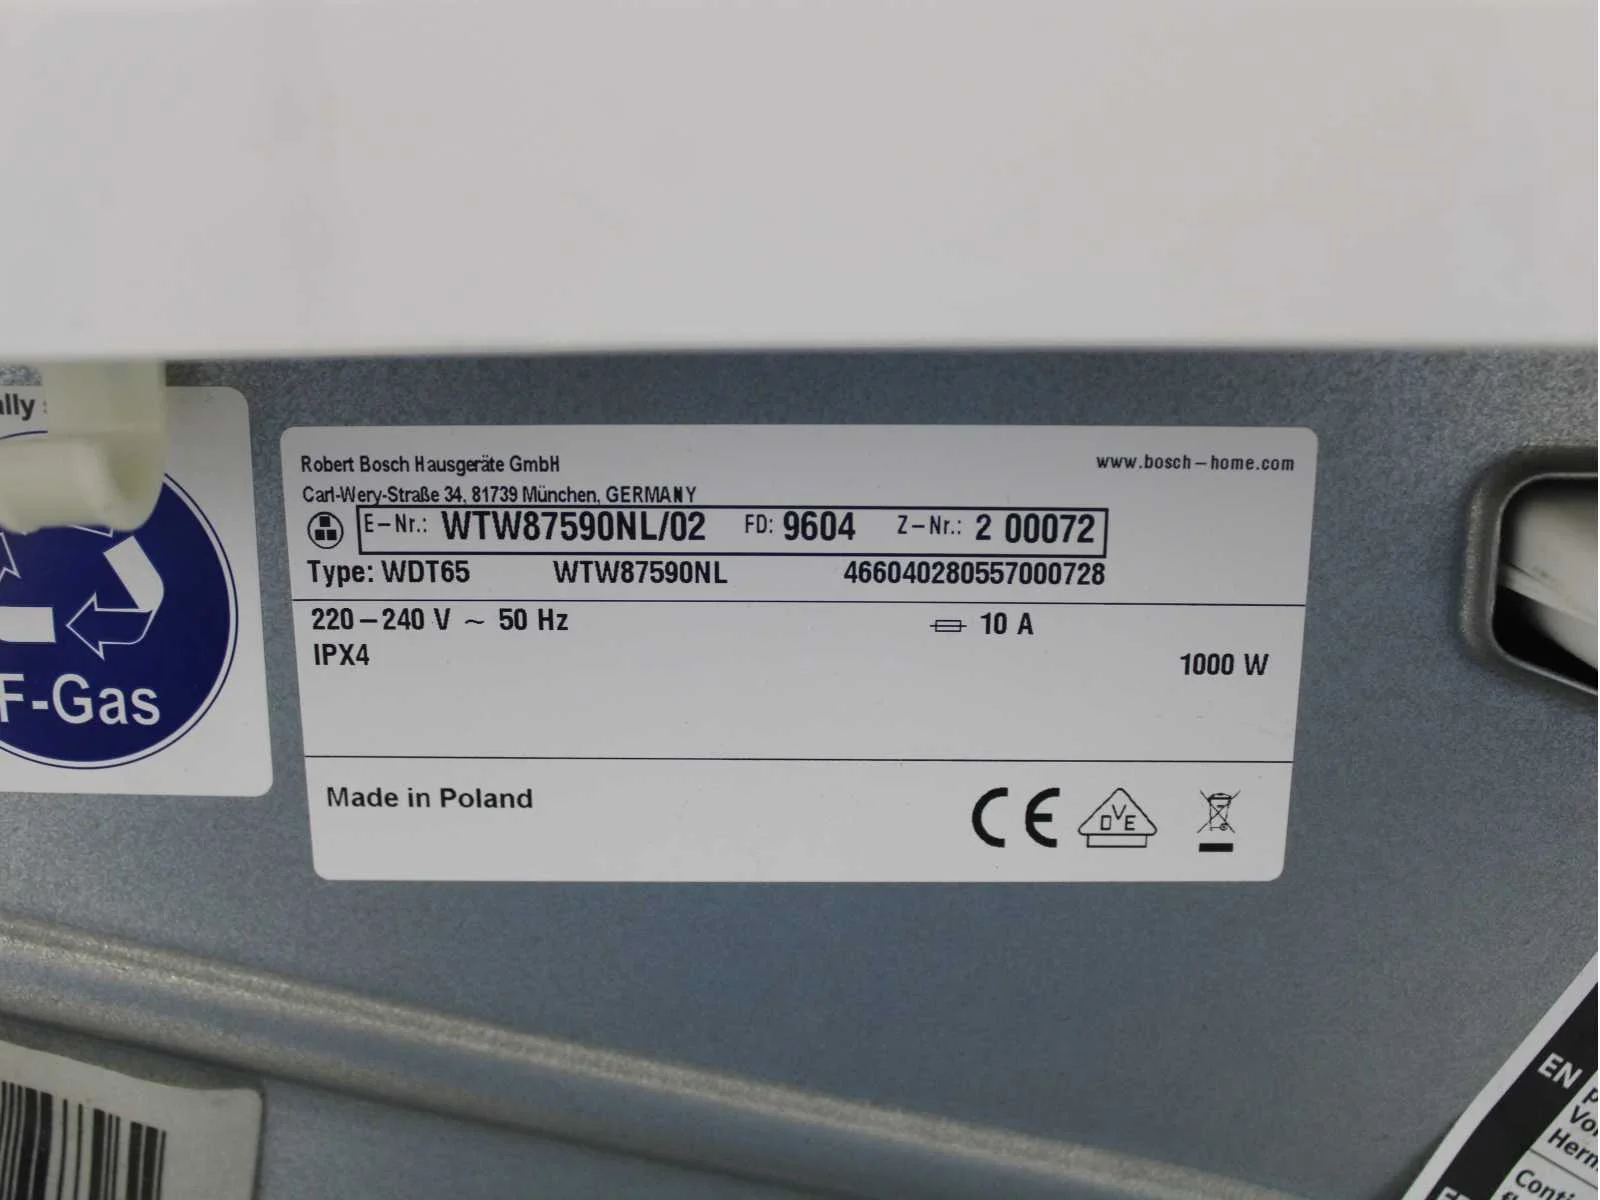 ally
F-Gas
Robert Bosch Hausgeräte GmbH
www.bosch-home.com
Carl-Wery-Straße 34, 81739 München, GERMANY
E-Nr.: WTW87590NL/02 FD: 9604 Z-Nr.: 2 00072
Type: WDT65 WTW87590NL 466040280557000728
220-240 V ~ 50 Hz 10 A
IPX4 1000 W
Made in Poland
CE DVE
EN
Herm